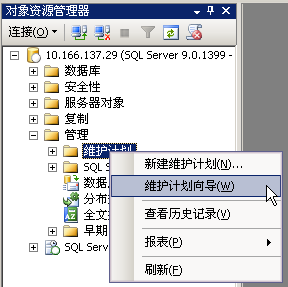 对象资源管理器
连接(O)
10.166.137.29 (SQL Server 9.0.1399 -
数据库
安全性
服务器对象
复制
管理
维护计划
SQL Se
数据
分布
全文
早期
SQL Serve
新建维护计划(N)...
维护计划向导(W)
查看历史记录(V)
报表(P)
刷新(F)